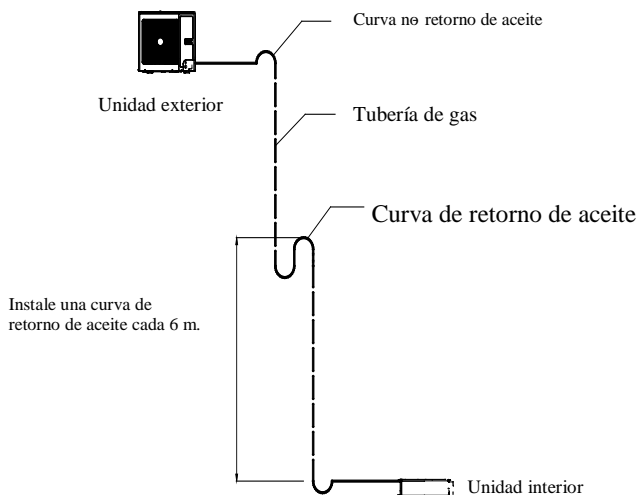 Curva no retorno de aceite
Unidad exterior
Tubería de gas
Curva de retorno de aceite
Instale una curva de
retorno de aceite cada 6 m.
Unidad interior